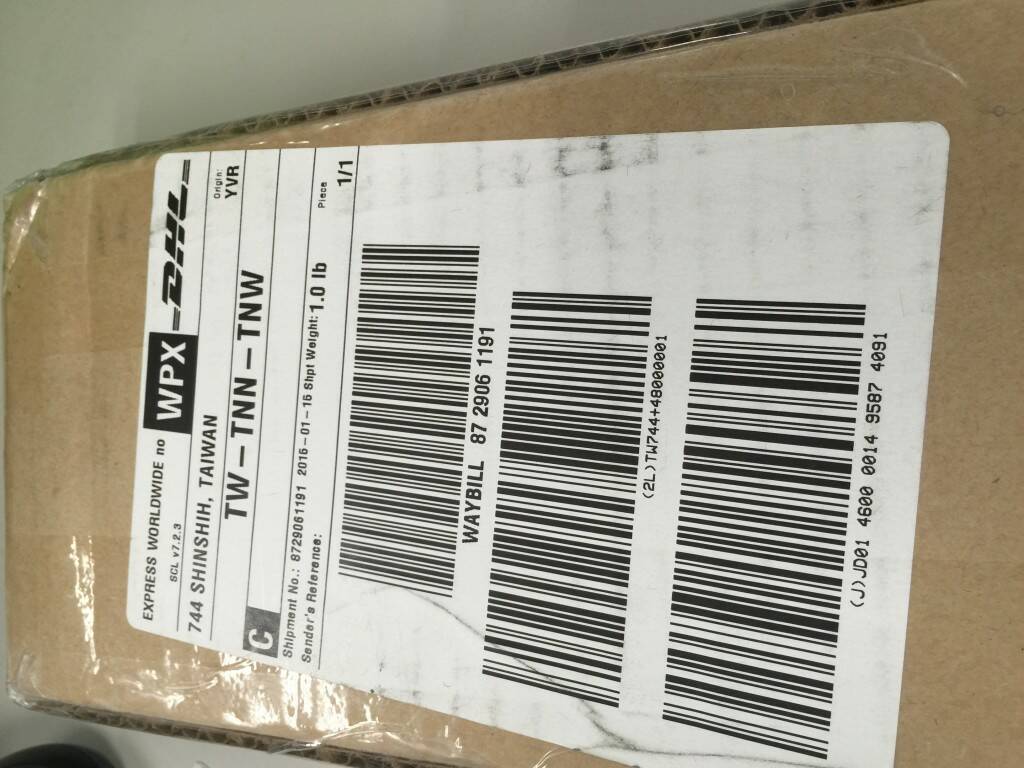 EXPRESS WORLDWIDE no WPX DHL
SCL v7.2.3
744 SHINSHIH, TAIWAN
Origin:
YVR
TW-TNN-TNW
C
Shipment No.: 8729061191 2016-01-16 Shpt Weight: 1.0 lb Piece
Sender's Reference: 1/1
WAYBILL 87 2906 1191
(2L)TW744+48000001
(J)JD01 4600 0014 9587 4091